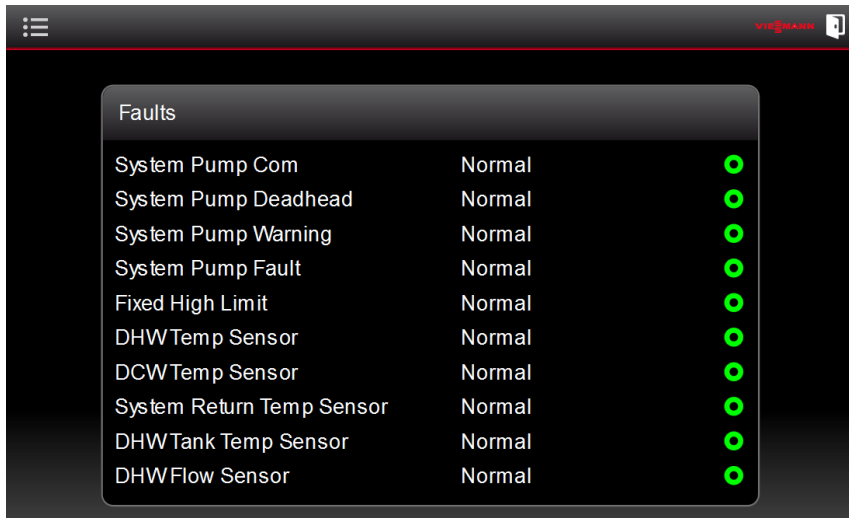 VIESMANN
Faults
System Pump Com Normal
System Pump Deadhead Normal
System Pump Warning Normal
System Pump Fault Normal
Fixed High Limit Normal
DHW Temp Sensor Normal
DCW Temp Sensor Normal
System Return Temp Sensor Normal
DHW Tank Temp Sensor Normal
DHW Flow Sensor Normal